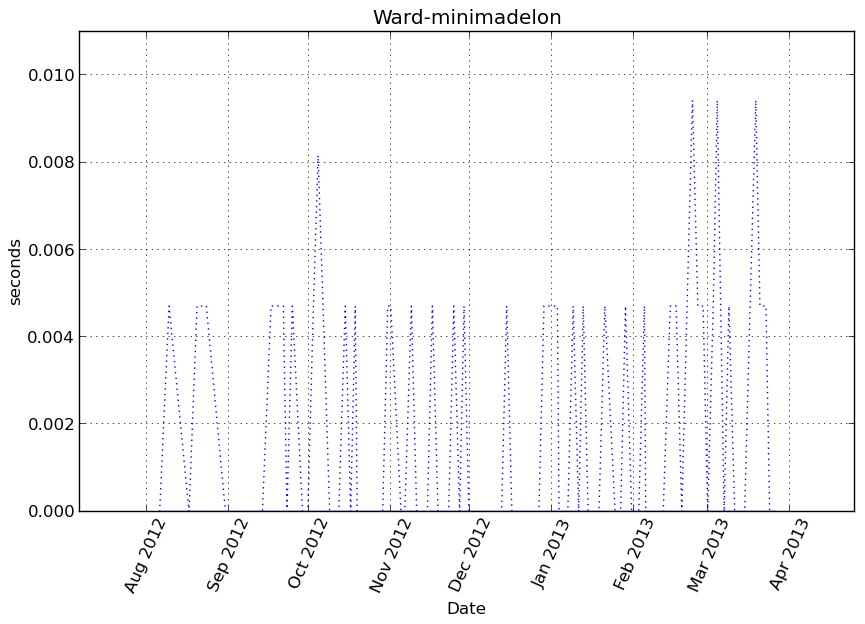 Ward-minimadelon
0.010
0.008
0.006
0.004
0.002
0.000
seconds
Aug 2012
Sep 2012
Oct 2012
Nov 2012
Dec 2012
Jan 2013
Feb 2013
Mar 2013
Apr 2013
Date